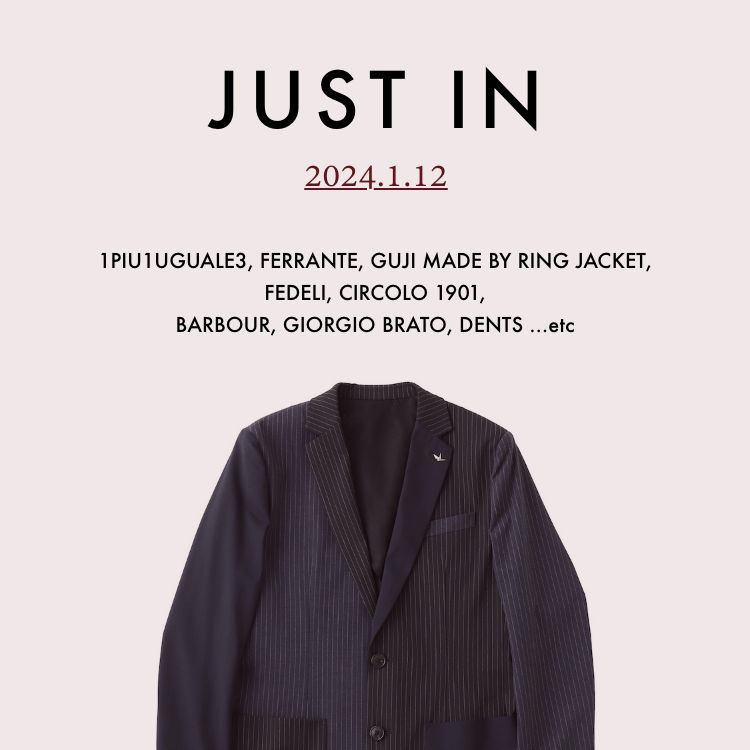 JUST IN
2024.1.12
1PIU1UGUALE3, FERRANTE, GUJI MADE BY RING JACKET,
FEDELI, CIRCOLO 1901,
BARBOUR, GIORGIO BRATO, DENTS ...etc